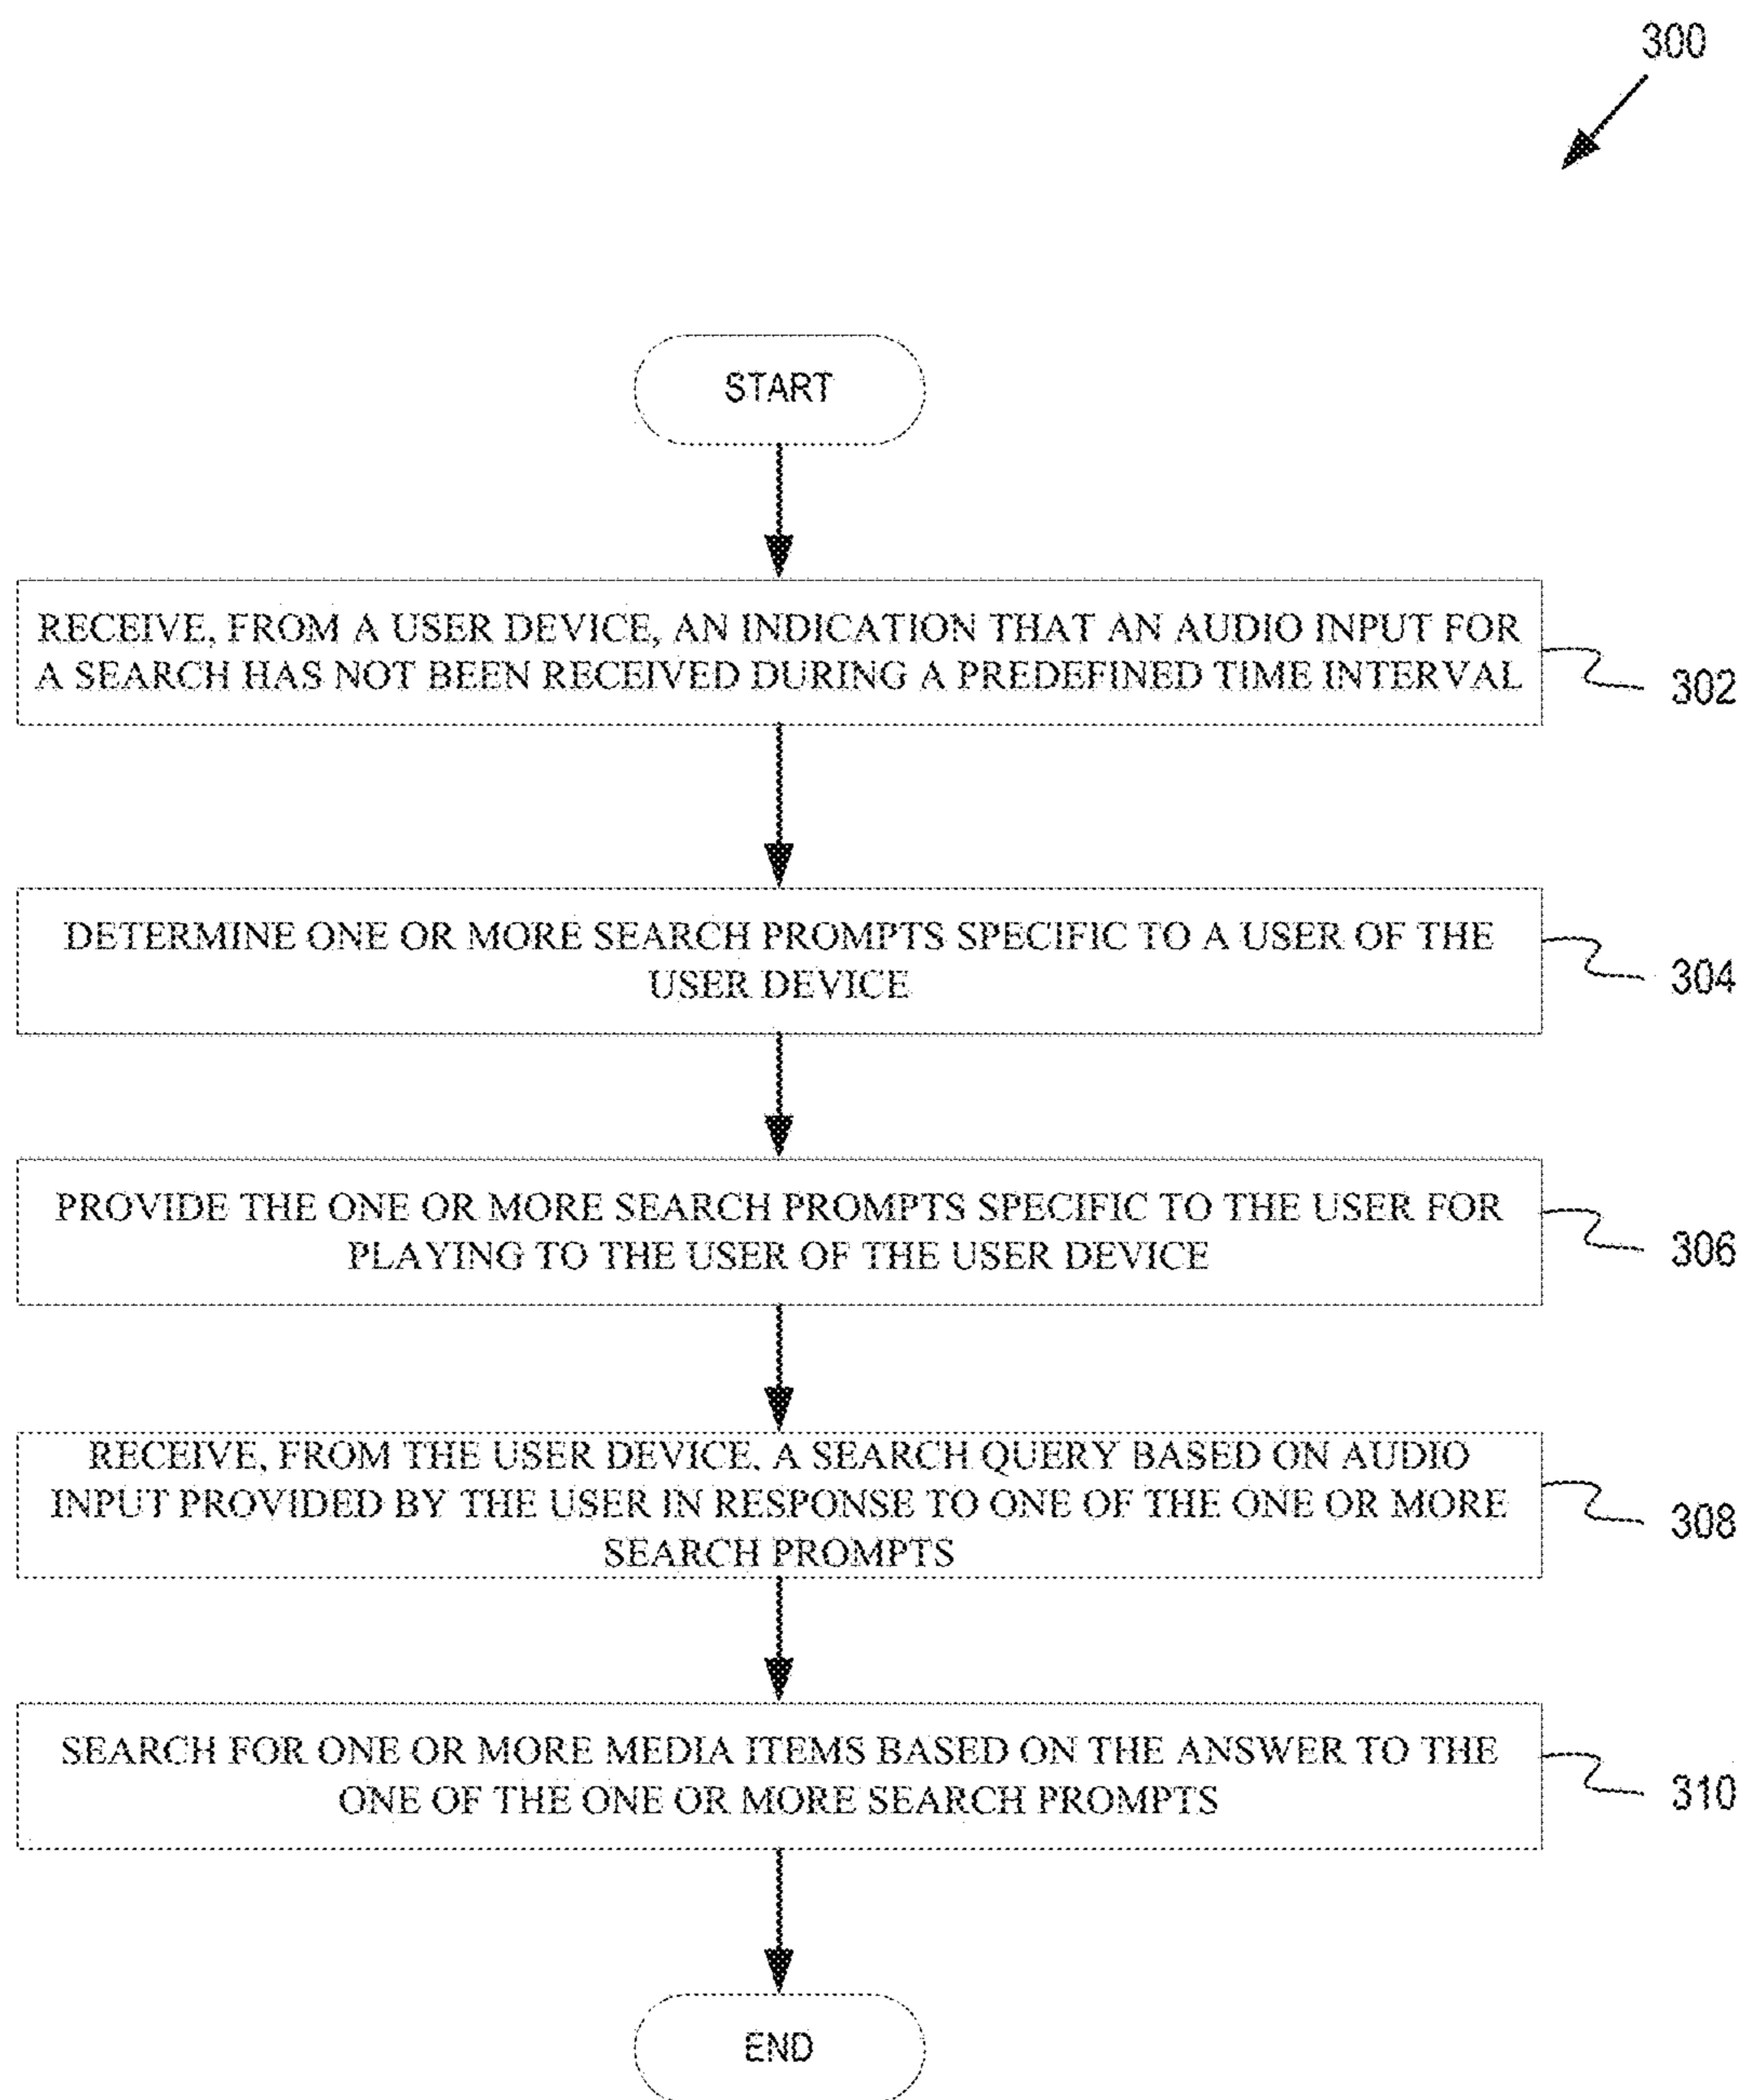 300
START
RECEIVE, FROM A USER DEVICE, AN INDICATION THAT AN AUDIO INPUT FOR
A SEARCH HAS NOT BEEN RECEIVED DURING A PREDEFINED TIME INTERVAL
302
DETERMINE ONE OR MORE SEARCH PROMPTS SPECIFIC TO A USER OF THE
USER DEVICE
304
PROVIDE THE ONE OR MORE SEARCH PROMPTS SPECIFIC TO THE USER FOR
PLAYING TO THE USER OF THE USER DEVICE
306
RECEIVE, FROM THE USER DEVICE, A SEARCH QUERY BASED ON AUDIO
INPUT PROVIDED BY THE USER IN RESPONSE TO ONE OF THE ONE OR MORE
SEARCH PROMPTS
308
SEARCH FOR ONE OR MORE MEDIA ITEMS BASED ON THE ANSWER TO THE
ONE OF THE ONE OR MORE SEARCH PROMPTS
310
END